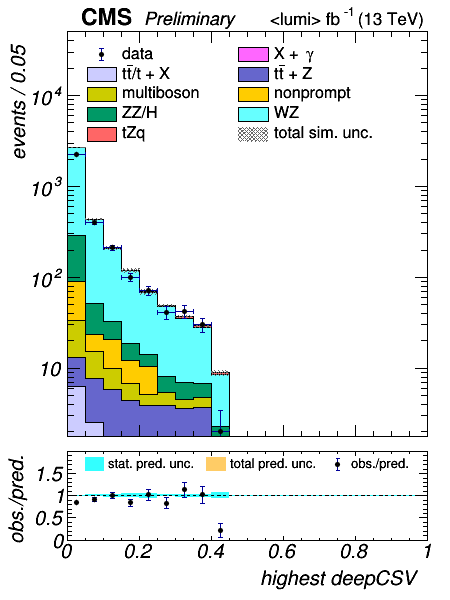 CMS Preliminary <lumi> fb⁻¹ (13 TeV)
events / 0.05
data
X + γ
tt̄/t + X
tt̄ + Z
multiboson
nonprompt
ZZ/H
WZ
tZq
total sim. unc.
10⁴
10³
10²
10
obs./pred.
stat. pred. unc. total pred. unc. obs./pred.
1.5
1
0.5
0
0 0.2 0.4 0.6 0.8 1
highest deepCSV